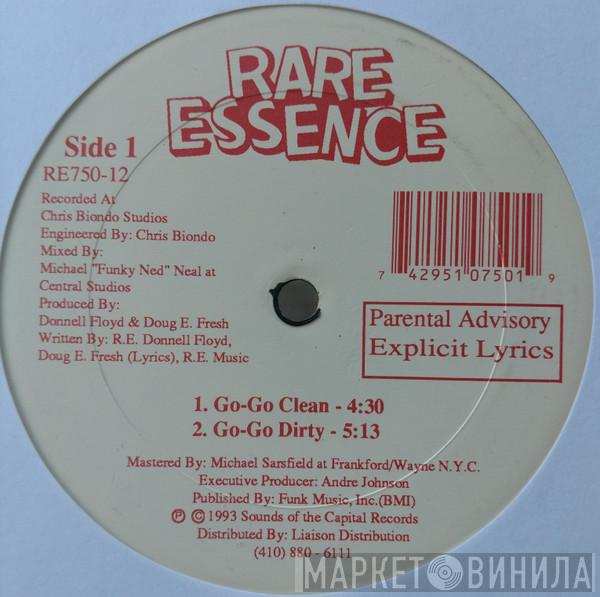 RARE
ESSENCE
Side 1
RE750-12
Recorded At
Chris Biondo Studios
Engineered By: Chris Biondo
Mixed By:
Michael "Funky Ned" Neal at
Central Studios
Produced By:
Donnell Floyd & Doug E. Fresh
Written By: R.E. Donnell Floyd,
Doug E. Fresh (Lyrics), R.E. Music
7 42951 07501 9
Parental Advisory
Explicit Lyrics
1. Go-Go Clean - 4:30
2. Go-Go Dirty - 5:13
Mastered By: Michael Sarsfield at Frankford/Wayne N.Y.C.
Executive Producer: Andre Johnson
Published By: Funk Music, Inc.(BMI)
℗ © 1993 Sounds of the Capital Records
Distributed By: Liaison Distribution
(410) 880 - 6111
МАРКЕТ ВИНИЛА